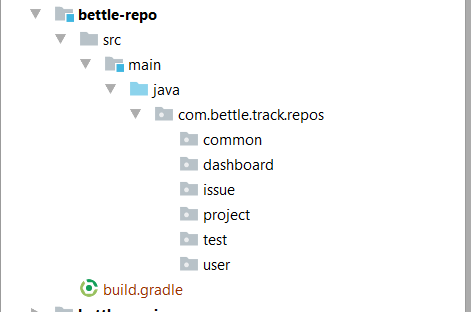 bettle-repo
src
main
java
com.bettle.track.repos
common
dashboard
issue
project
test
user
build.gradle